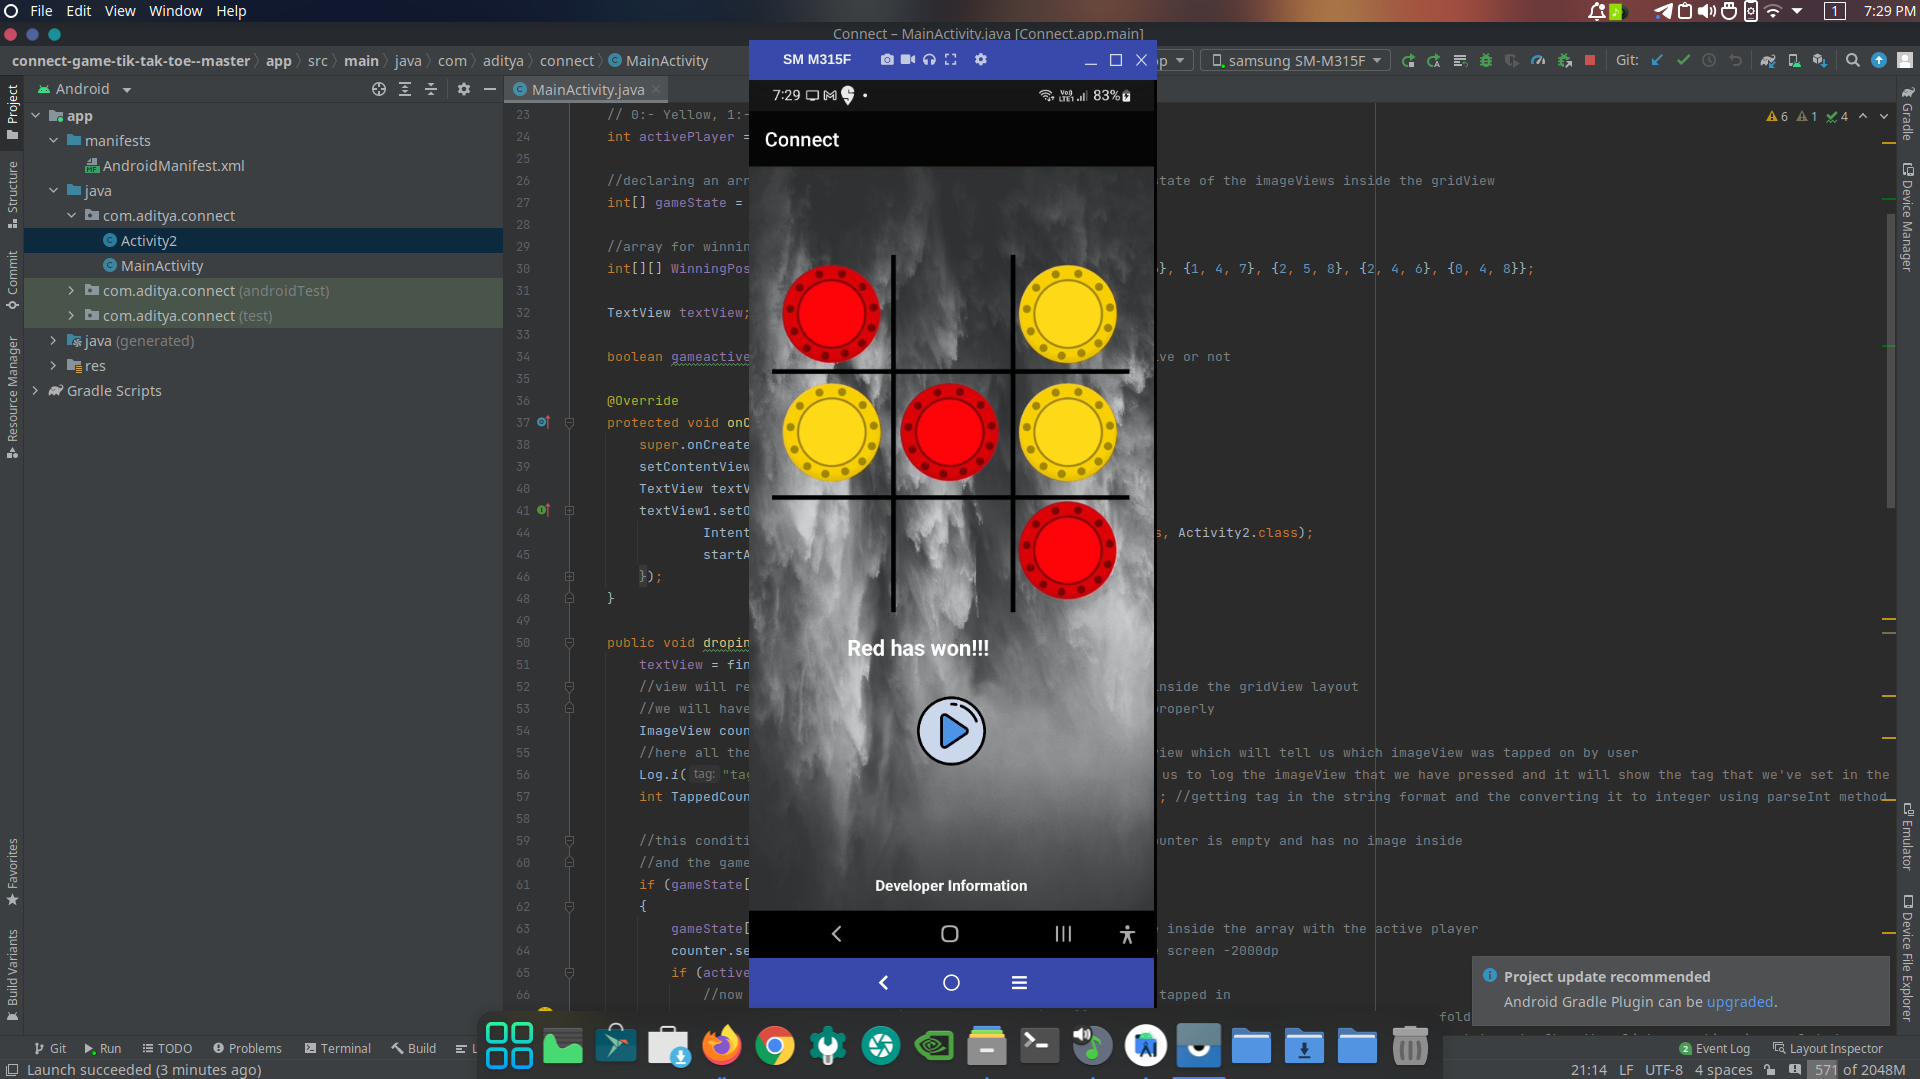 File Edit View Window Help
1 7:29 PM
Connect – MainActivity.java [Connect.app.main]
connect-game-tik-tak-toe--master app src main java com aditya connect MainActivity
samsung SM-M315F Git:
SM M315F
Android
MainActivity.java
Project
Structure
Commit
Resource Manager
Favorites
Build Variants
app
manifests
AndroidManifest.xml
java
com.aditya.connect
Activity2
MainActivity
com.aditya.connect (androidTest)
com.aditya.connect (test)
java (generated)
res
Gradle Scripts
7:29 83%
Connect
Red has won!!!
Developer Information
6 1 4
23 // 0:- Yellow, 1:-
24 int activePlayer =
25
26 //declaring an arr tate of the imageViews inside the gridView
27 int[] gameState =
28
29 //array for winnin
30 int[][] WinningPos }, {1, 4, 7}, {2, 5, 8}, {2, 4, 6}, {0, 4, 8}};
31
32 TextView textView;
33
34 boolean gameactive ve or not
35
36 @Override
37 protected void onC
38 super.onCreate
39 setContentView
40 TextView textV
41 textView1.setO
44 Intent s, Activity2.class);
45 startA
46 });
48 }
49
50 public void dropin
51 textView = fin
52 //view will re nside the gridView layout
53 //we will have roperly
54 ImageView coun
55 //here all the iew which will tell us which imageView was tapped on by user
56 Log.i( tag: "tag us to log the imageView that we have pressed and it will show the tag that we've set in the
57 int TappedCoun ; //getting tag in the string format and the converting it to integer using parseInt method
58
59 //this conditi unter is empty and has no image inside
60 //and the game
61 if (gameState[
62 {
63 gameState[ inside the array with the active player
64 counter.se screen -2000dp
65 if (active
66 //now tapped in
fold
Gradle
Device Manager
Emulator
Device File Explorer
Project update recommended
Android Gradle Plugin can be upgraded.
Git Run TODO Problems Terminal Build L
Event Log Layout Inspector
Launch succeeded (3 minutes ago)
21:14 LF UTF-8 4 spaces 571 of 2048M